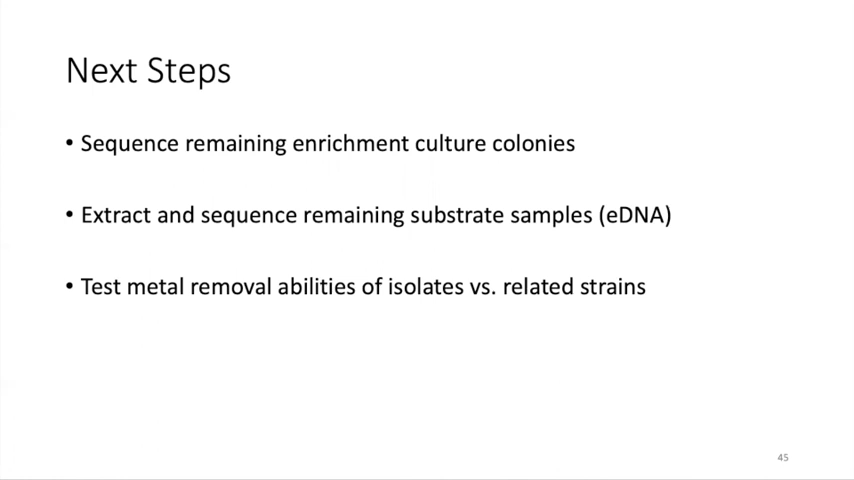 Next Steps
• Sequence remaining enrichment culture colonies
• Extract and sequence remaining substrate samples (eDNA)
• Test metal removal abilities of isolates vs. related strains
45